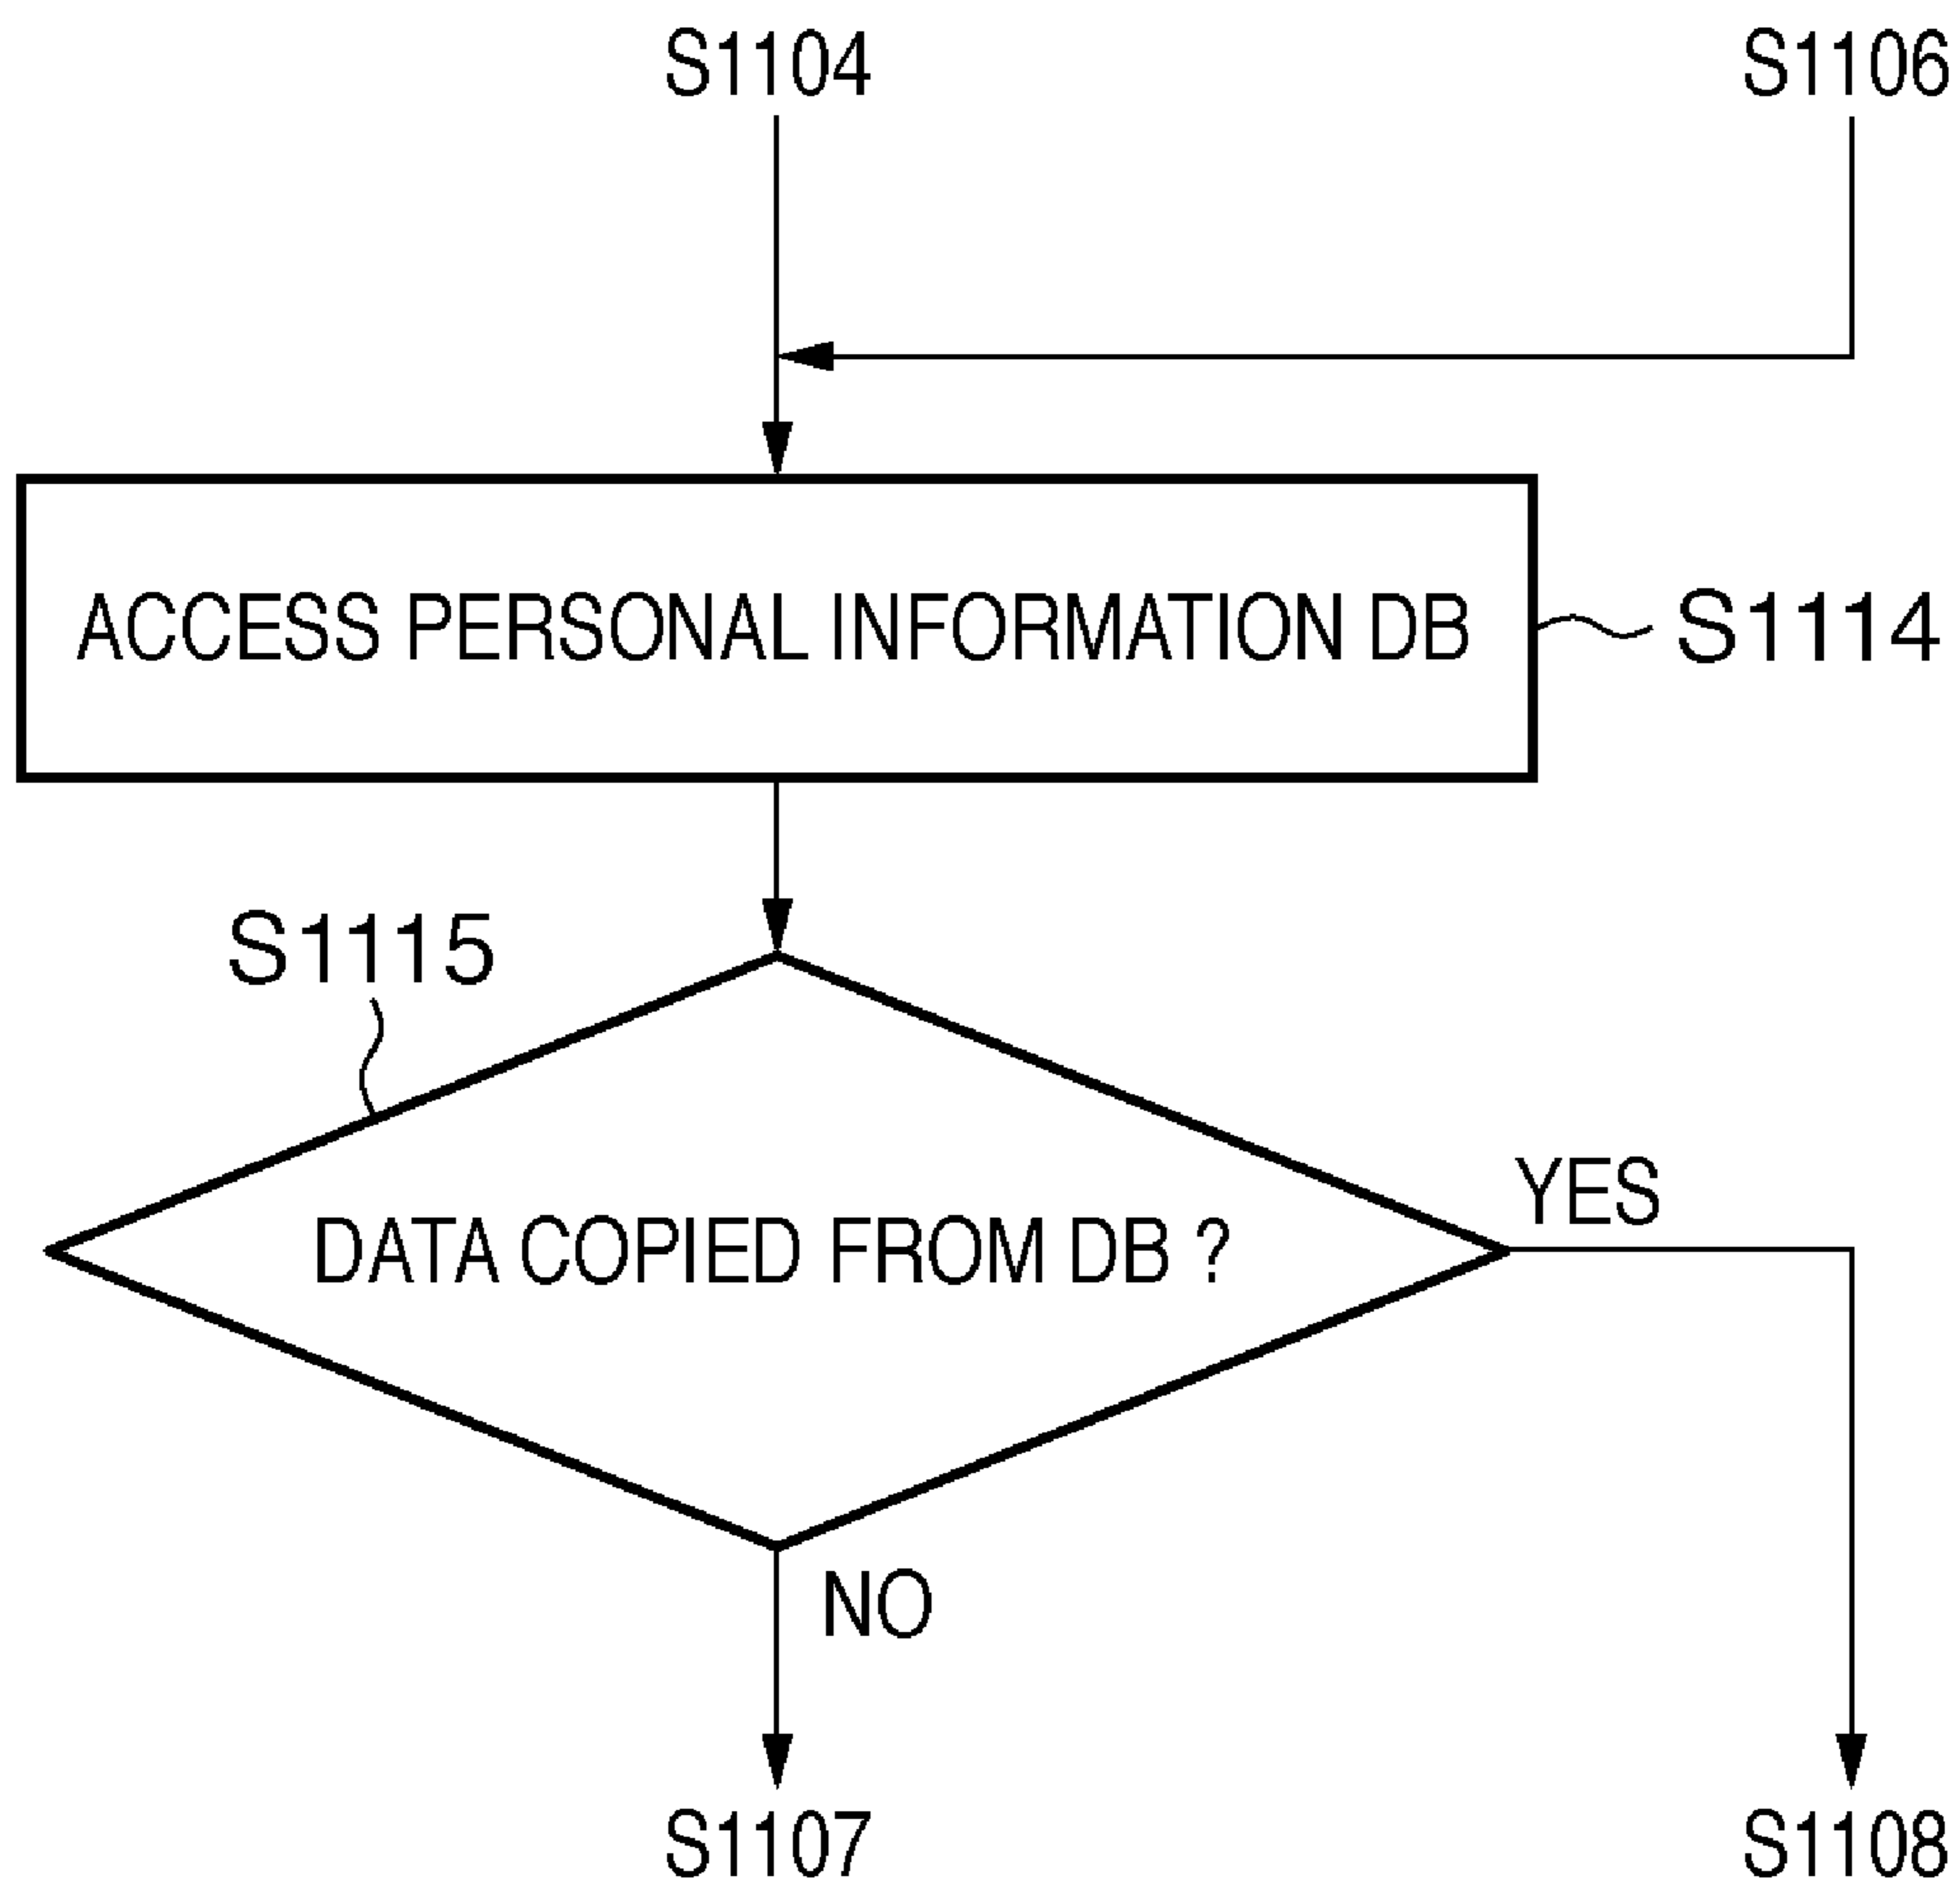 S1104
S1106
ACCESS PERSONAL INFORMATION DB
S1114
S1115
YES
DATA COPIED FROM DB ?
NO
S1107
S1108